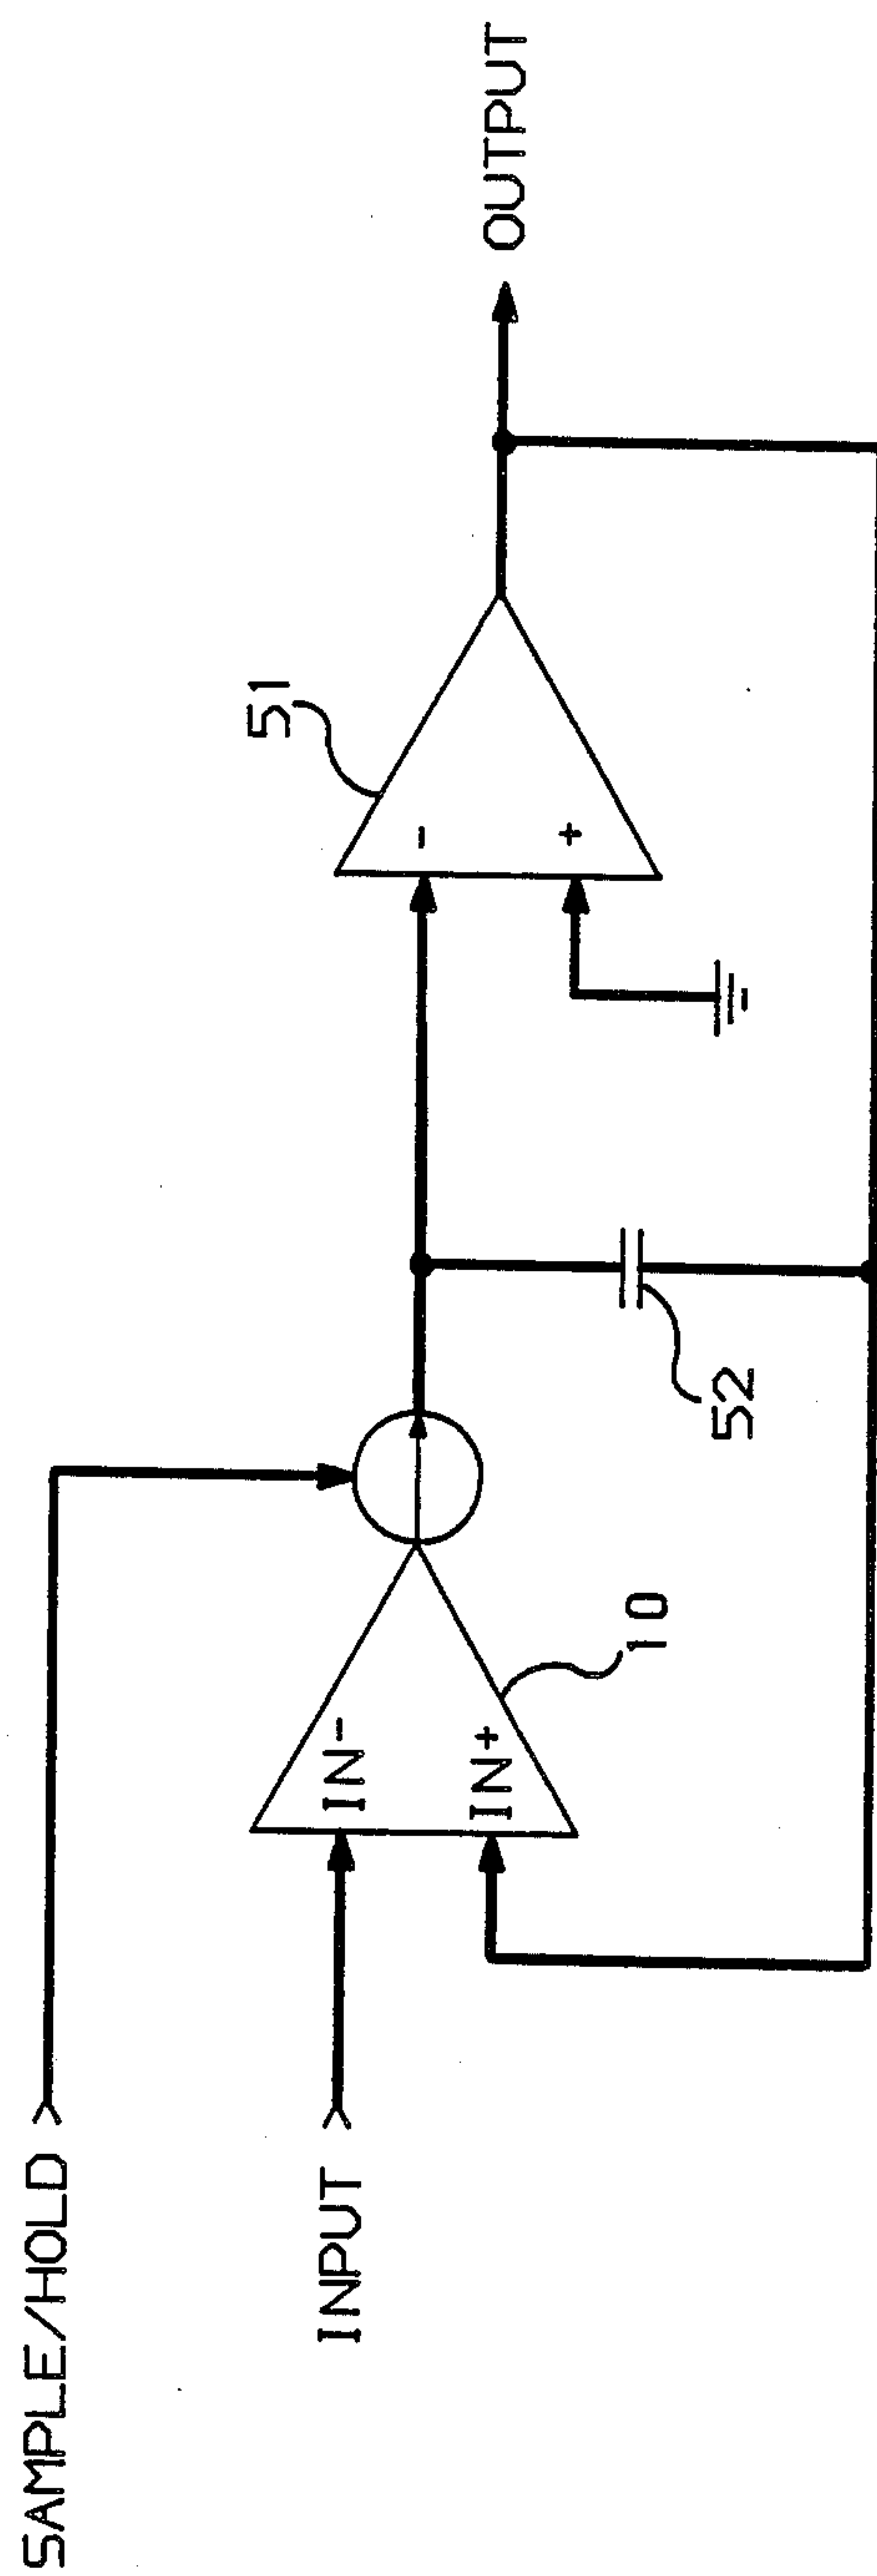 SAMPLE/HOLD
INPUT
IN-
IN+
10
52
51
-
+
OUTPUT